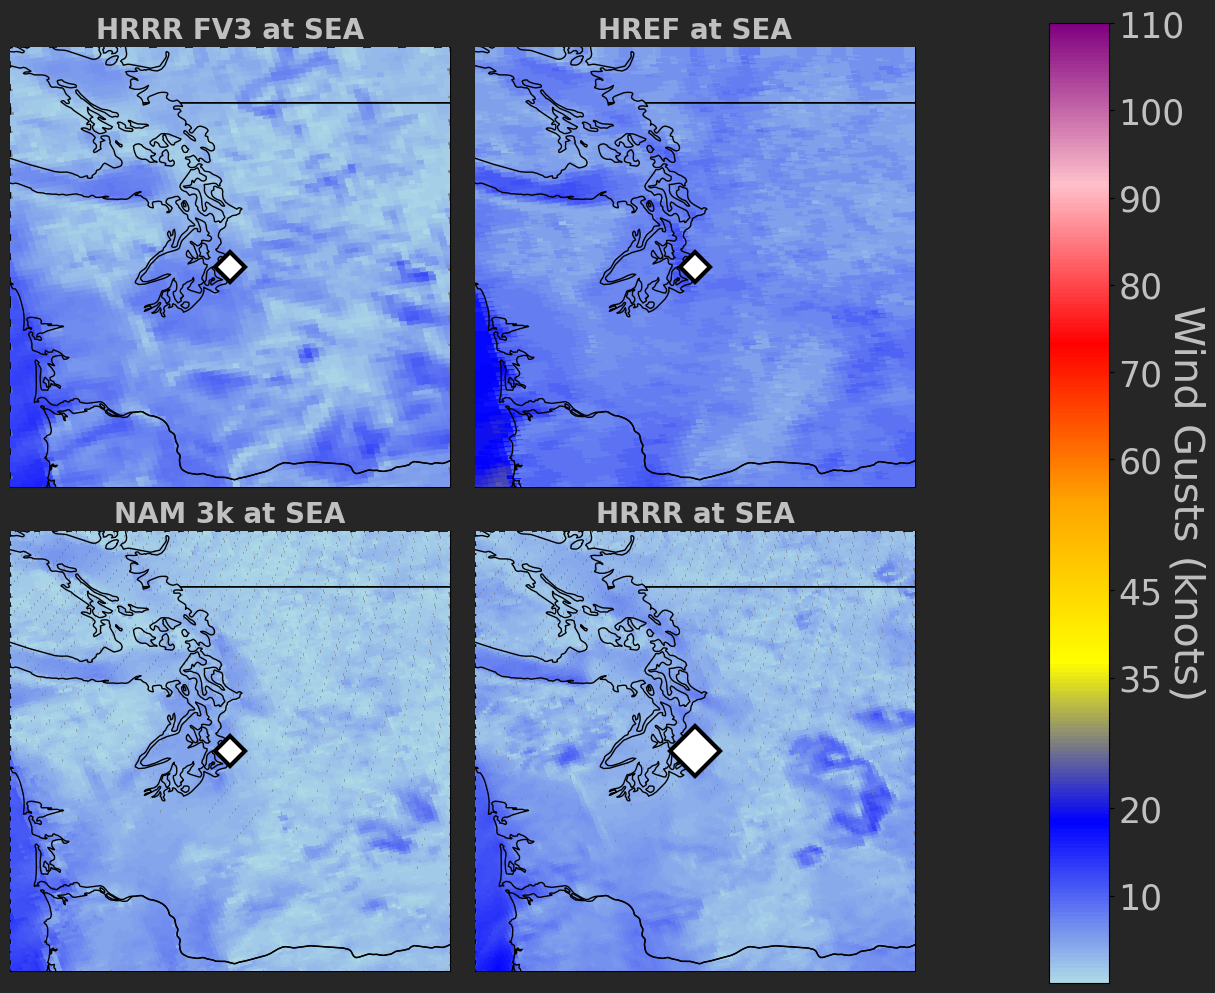 HRRR FV3 at SEA
HREF at SEA
NAM 3k at SEA
HRRR at SEA
110
100
90
80
70
60
45
35
20
10
Wind Gusts (knots)